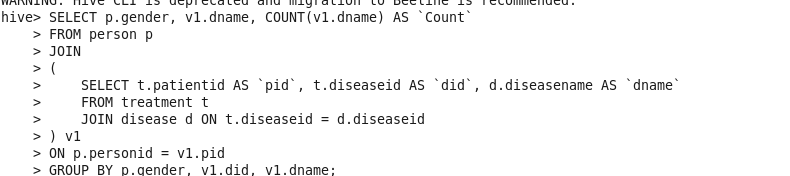 WARNING: Hive CLI is deprecated and migration to Beeline is recommended.
hive> SELECT p.gender, v1.dname, COUNT(v1.dname) AS `Count`
    > FROM person p
    > JOIN
    > (
    >     SELECT t.patientid AS `pid`, t.diseaseid AS `did`, d.diseasename AS `dname`
    >     FROM treatment t
    >     JOIN disease d ON t.diseaseid = d.diseaseid
    > ) v1
    > ON p.personid = v1.pid
    > GROUP BY p.gender, v1.did, v1.dname;